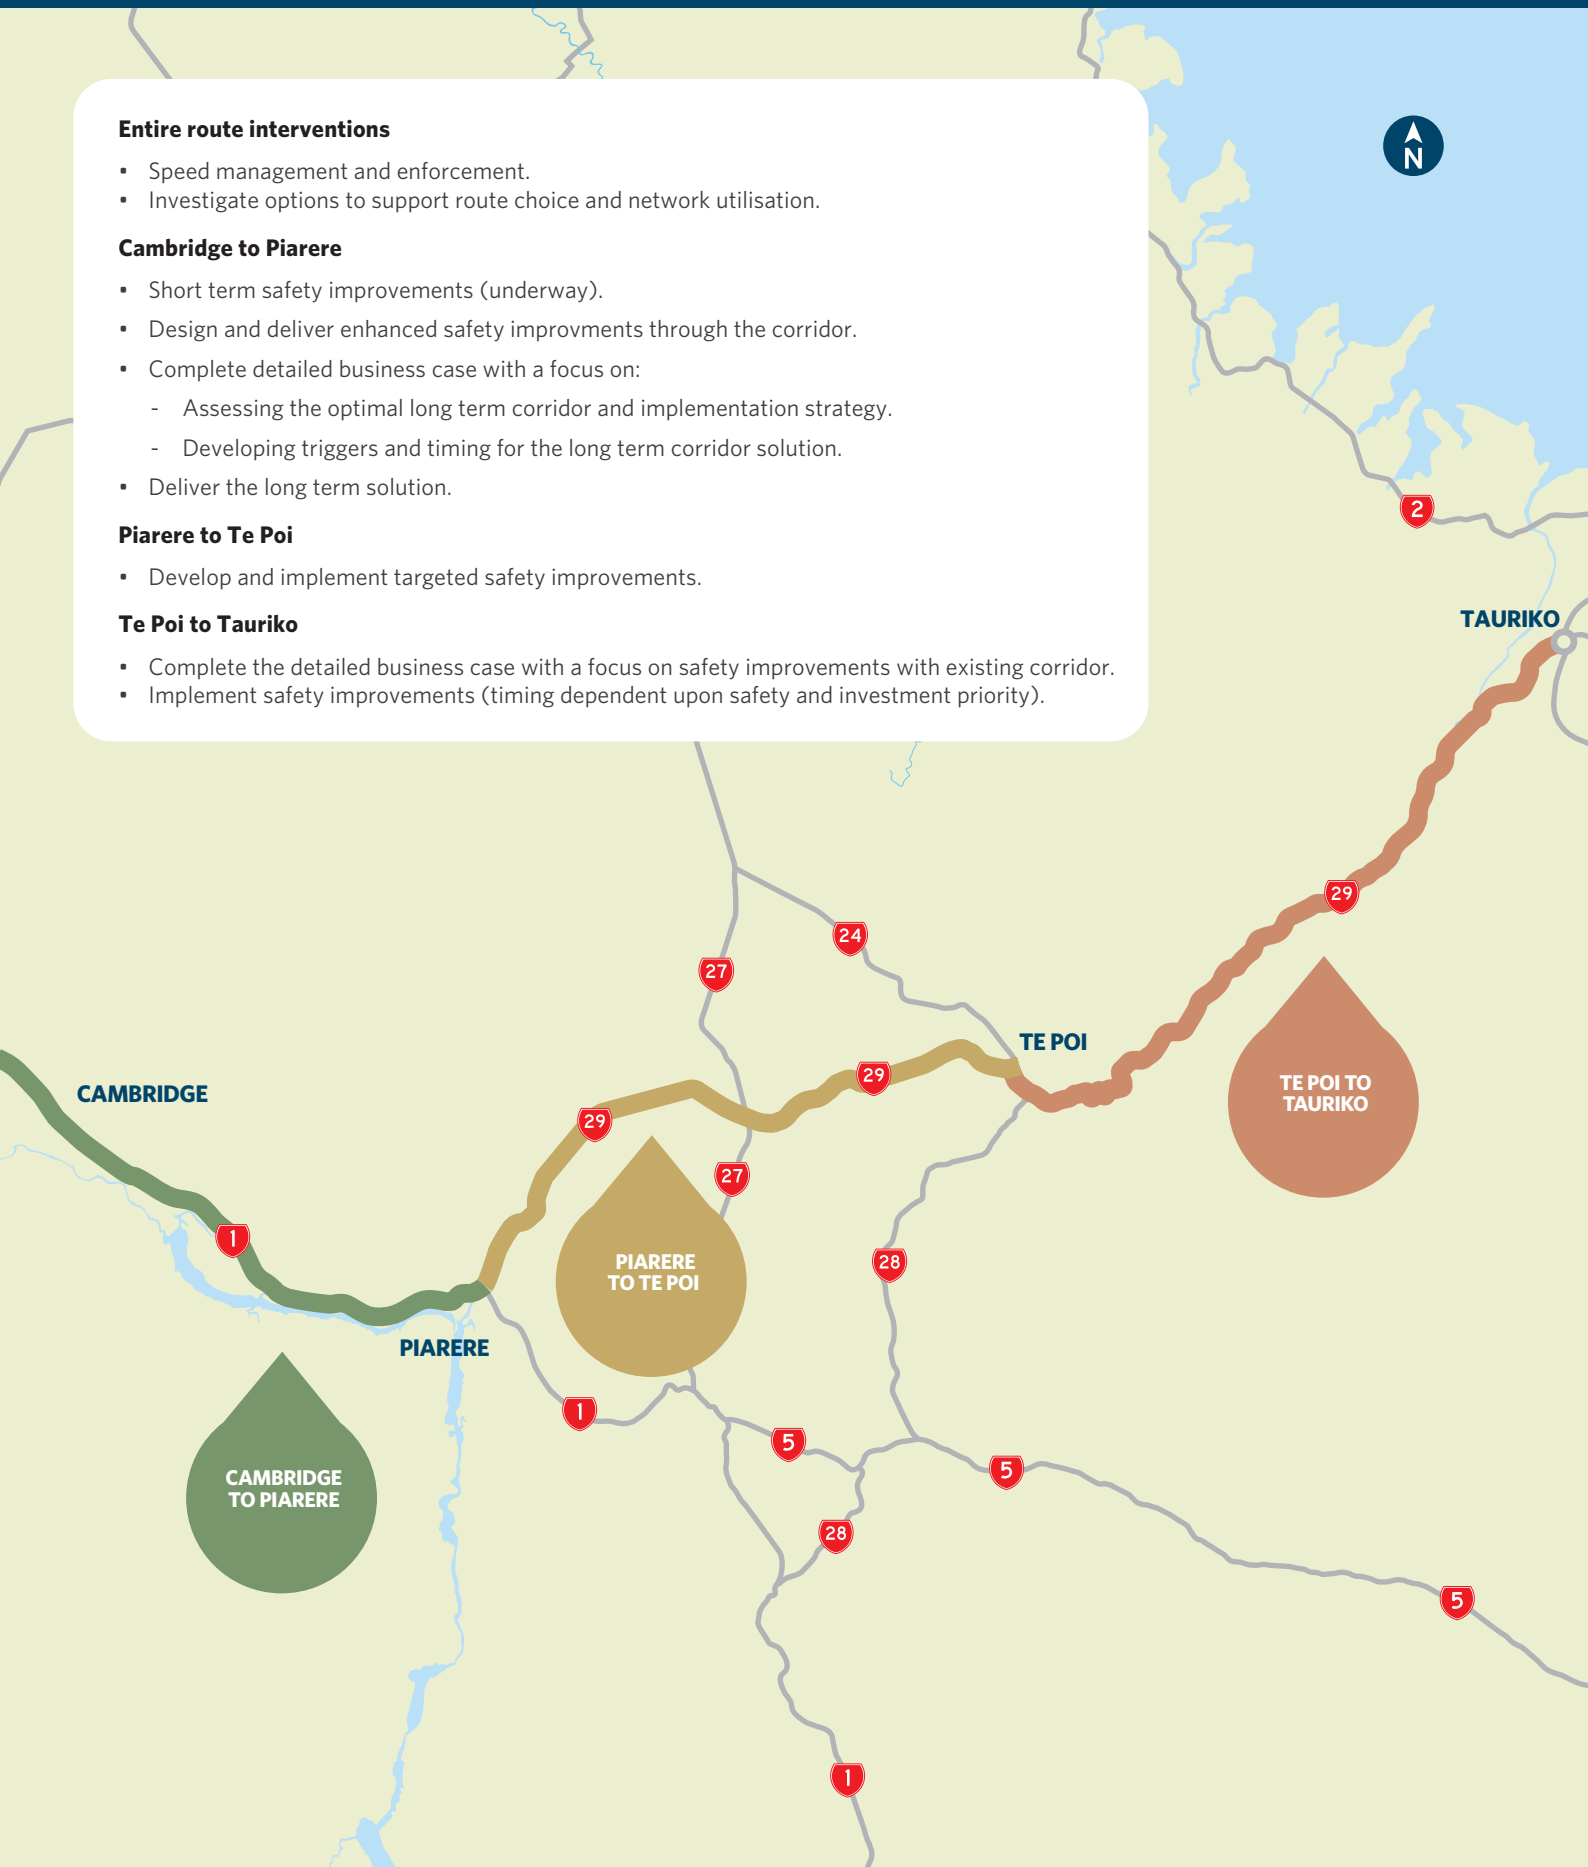 Entire route interventions
• Speed management and enforcement.
• Investigate options to support route choice and network utilisation.
Cambridge to Piarere
• Short term safety improvements (underway).
• Design and deliver enhanced safety improvments through the corridor.
• Complete detailed business case with a focus on:
- Assessing the optimal long term corridor and implementation strategy.
- Developing triggers and timing for the long term corridor solution.
• Deliver the long term solution.
Piarere to Te Poi
• Develop and implement targeted safety improvements.
Te Poi to Tauriko
• Complete the detailed business case with a focus on safety improvements with existing corridor.
• Implement safety improvements (timing dependent upon safety and investment priority).
N
2
TAURIKO
29
24
27
TE POI
29
CAMBRIDGE
29
TE POI TO
TAURIKO
27
1
PIARERE
TO TE POI
28
PIARERE
1
5
5
CAMBRIDGE
TO PIARERE
28
5
1